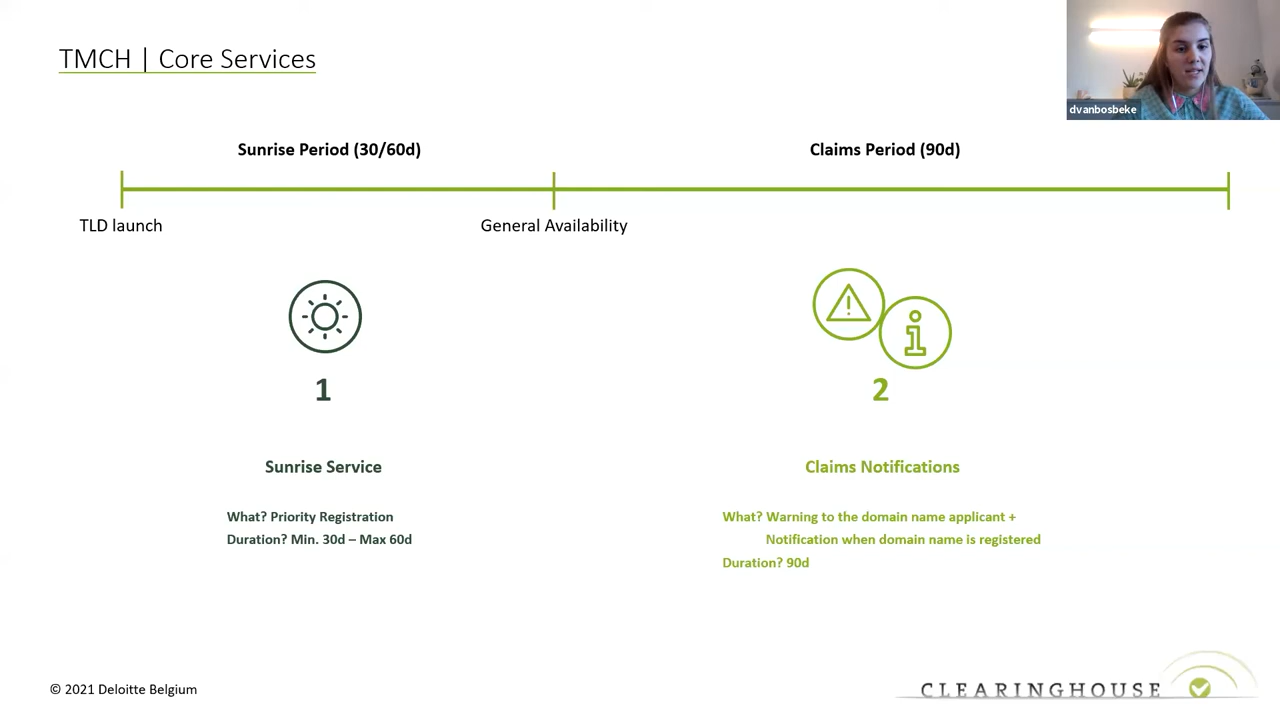 TMCH | Core Services
dvanbosbeke
Sunrise Period (30/60d)
Claims Period (90d)
TLD launch
General Availability
1
2
Sunrise Service
Claims Notifications
What? Priority Registration
Duration? Min. 30d – Max 60d
What? Warning to the domain name applicant +
Notification when domain name is registered
Duration? 90d
© 2021 Deloitte Belgium
CLEARINGHOUSE